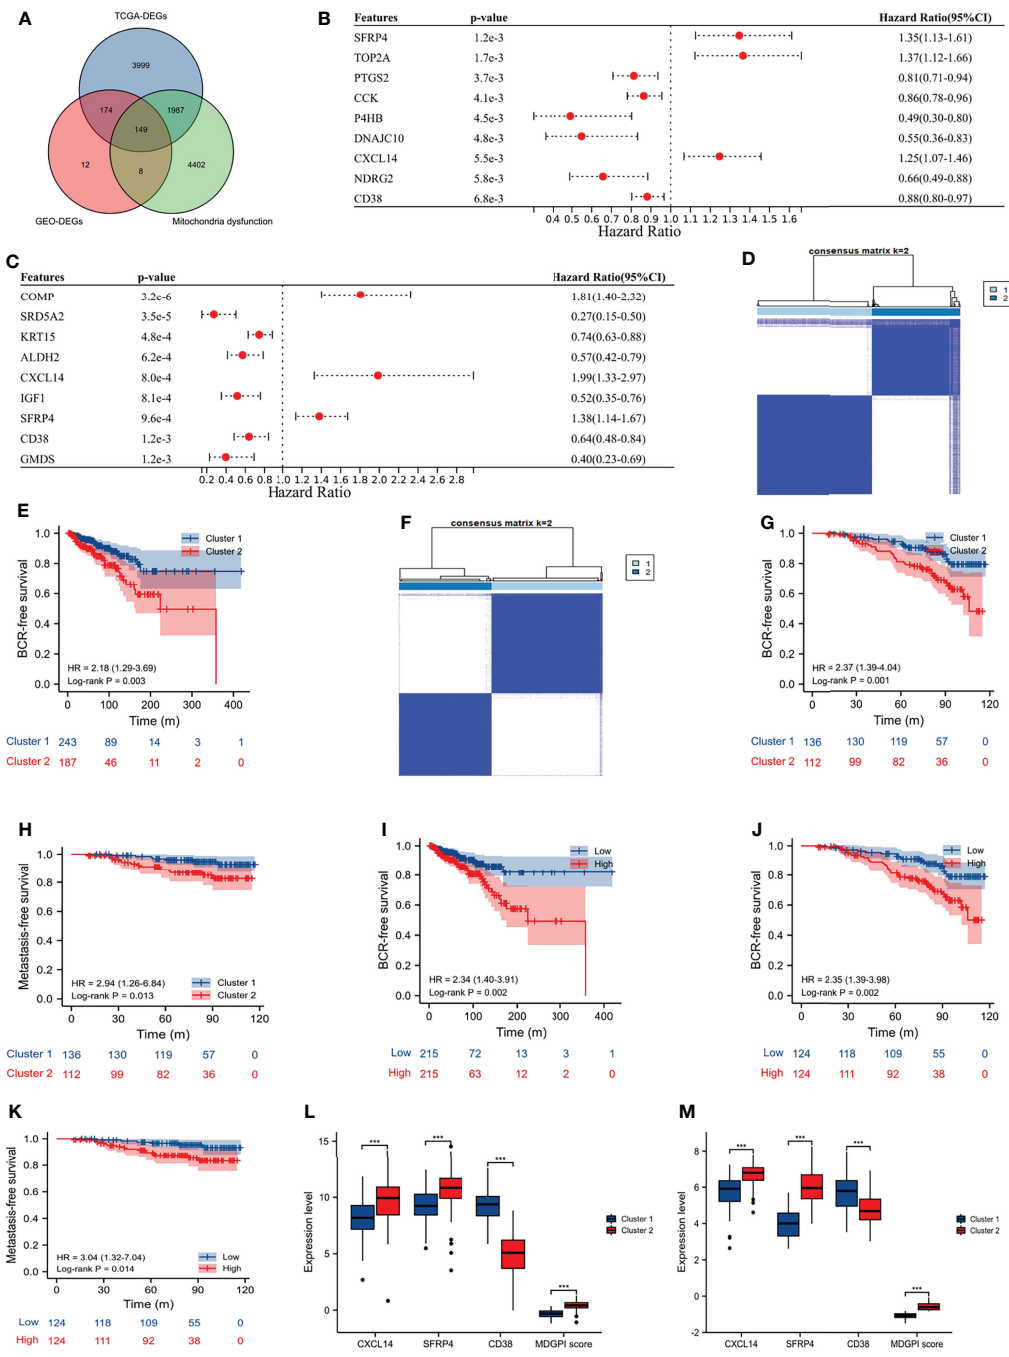 A
TCGA-DEGs
3999
174
1987
149
12
8
4402
GEO-DEGs
Mitochondria dysfunction
B
Features p-value Hazard Ratio(95%CI)
SFRP4 1.2e-3 1.35(1.13-1.61)
TOP2A 1.7e-3 1.37(1.12-1.66)
PTGS2 3.7e-3 0.81(0.71-0.94)
CCK 4.1e-3 0.86(0.78-0.96)
P4HB 4.5e-3 0.49(0.30-0.80)
DNAJC10 4.8e-3 0.55(0.36-0.83)
CXCL14 5.5e-3 1.25(1.07-1.46)
NDRG2 5.8e-3 0.66(0.49-0.88)
CD38 6.8e-3 0.88(0.80-0.97)
0.4 0.5 0.6 0.7 0.8 0.9 1.0 1.1 1.2 1.3 1.4 1.5 1.6
Hazard Ratio
C
Features p-value Hazard Ratio(95%CI)
COMP 3.2e-6 1.81(1.40-2.32)
SRD5A2 3.5e-5 0.27(0.15-0.50)
KRT15 4.8e-4 0.74(0.63-0.88)
ALDH2 6.2e-4 0.57(0.42-0.79)
CXCL14 8.0e-4 1.99(1.33-2.97)
IGF1 8.1e-4 0.52(0.35-0.76)
SFRP4 9.6e-4 1.38(1.14-1.67)
CD38 1.2e-3 0.64(0.48-0.84)
GMDS 1.2e-3 0.40(0.23-0.69)
0.2 0.4 0.6 0.8 1.0 1.2 1.4 1.6 1.8 2.0 2.2 2.4 2.6 2.8
Hazard Ratio
D
consensus matrix k=2
1
2
E
BCR-free survival
1.0
0.8
0.6
0.4
0.2
0.0
Cluster 1
Cluster 2
HR = 2.18 (1.29-3.69)
Log-rank P = 0.003
0 100 200 300 400
Time (m)
Cluster 1 243 89 14 3 1
Cluster 2 187 46 11 2 0
F
consensus matrix k=2
1
2
G
BCR-free survival
1.0
0.8
0.6
0.4
0.2
0.0
Cluster 1
Cluster 2
HR = 2.37 (1.39-4.04)
Log-rank P = 0.001
0 30 60 90 120
Time (m)
Cluster 1 136 130 119 57 0
Cluster 2 112 99 82 36 0
H
Metastasis-free survival
1.0
0.8
0.6
0.4
0.2
0.0
HR = 2.94 (1.26-6.84)
Log-rank P = 0.013
Cluster 1
Cluster 2
0 30 60 90 120
Time (m)
Cluster 1 136 130 119 57 0
Cluster 2 112 99 82 36 0
I
BCR-free survival
1.0
0.8
0.6
0.4
0.2
0.0
Low
High
HR = 2.34 (1.40-3.91)
Log-rank P = 0.002
0 100 200 300 400
Time (m)
Low 215 72 13 3 1
High 215 63 12 2 0
J
BCR-free survival
1.0
0.8
0.6
0.4
0.2
0.0
Low
High
HR = 2.35 (1.39-3.98)
Log-rank P = 0.002
0 30 60 90 120
Time (m)
Low 124 118 109 55 0
High 124 111 92 38 0
K
Metastasis-free survival
1.0
0.8
0.6
0.4
0.2
0.0
HR = 3.04 (1.32-7.04)
Log-rank P = 0.014
Low
High
0 30 60 90 120
Time (m)
Low 124 118 109 55 0
High 124 111 92 38 0
L
Expression level
15
10
5
0
*** *** *** ***
Cluster 1
Cluster 2
CXCL14 SFRP4 CD38 MDGPI score
M
Expression level
8
6
4
2
0
-2
*** *** *** ***
Cluster 1
Cluster 2
CXCL14 SFRP4 CD38 MDGPI score